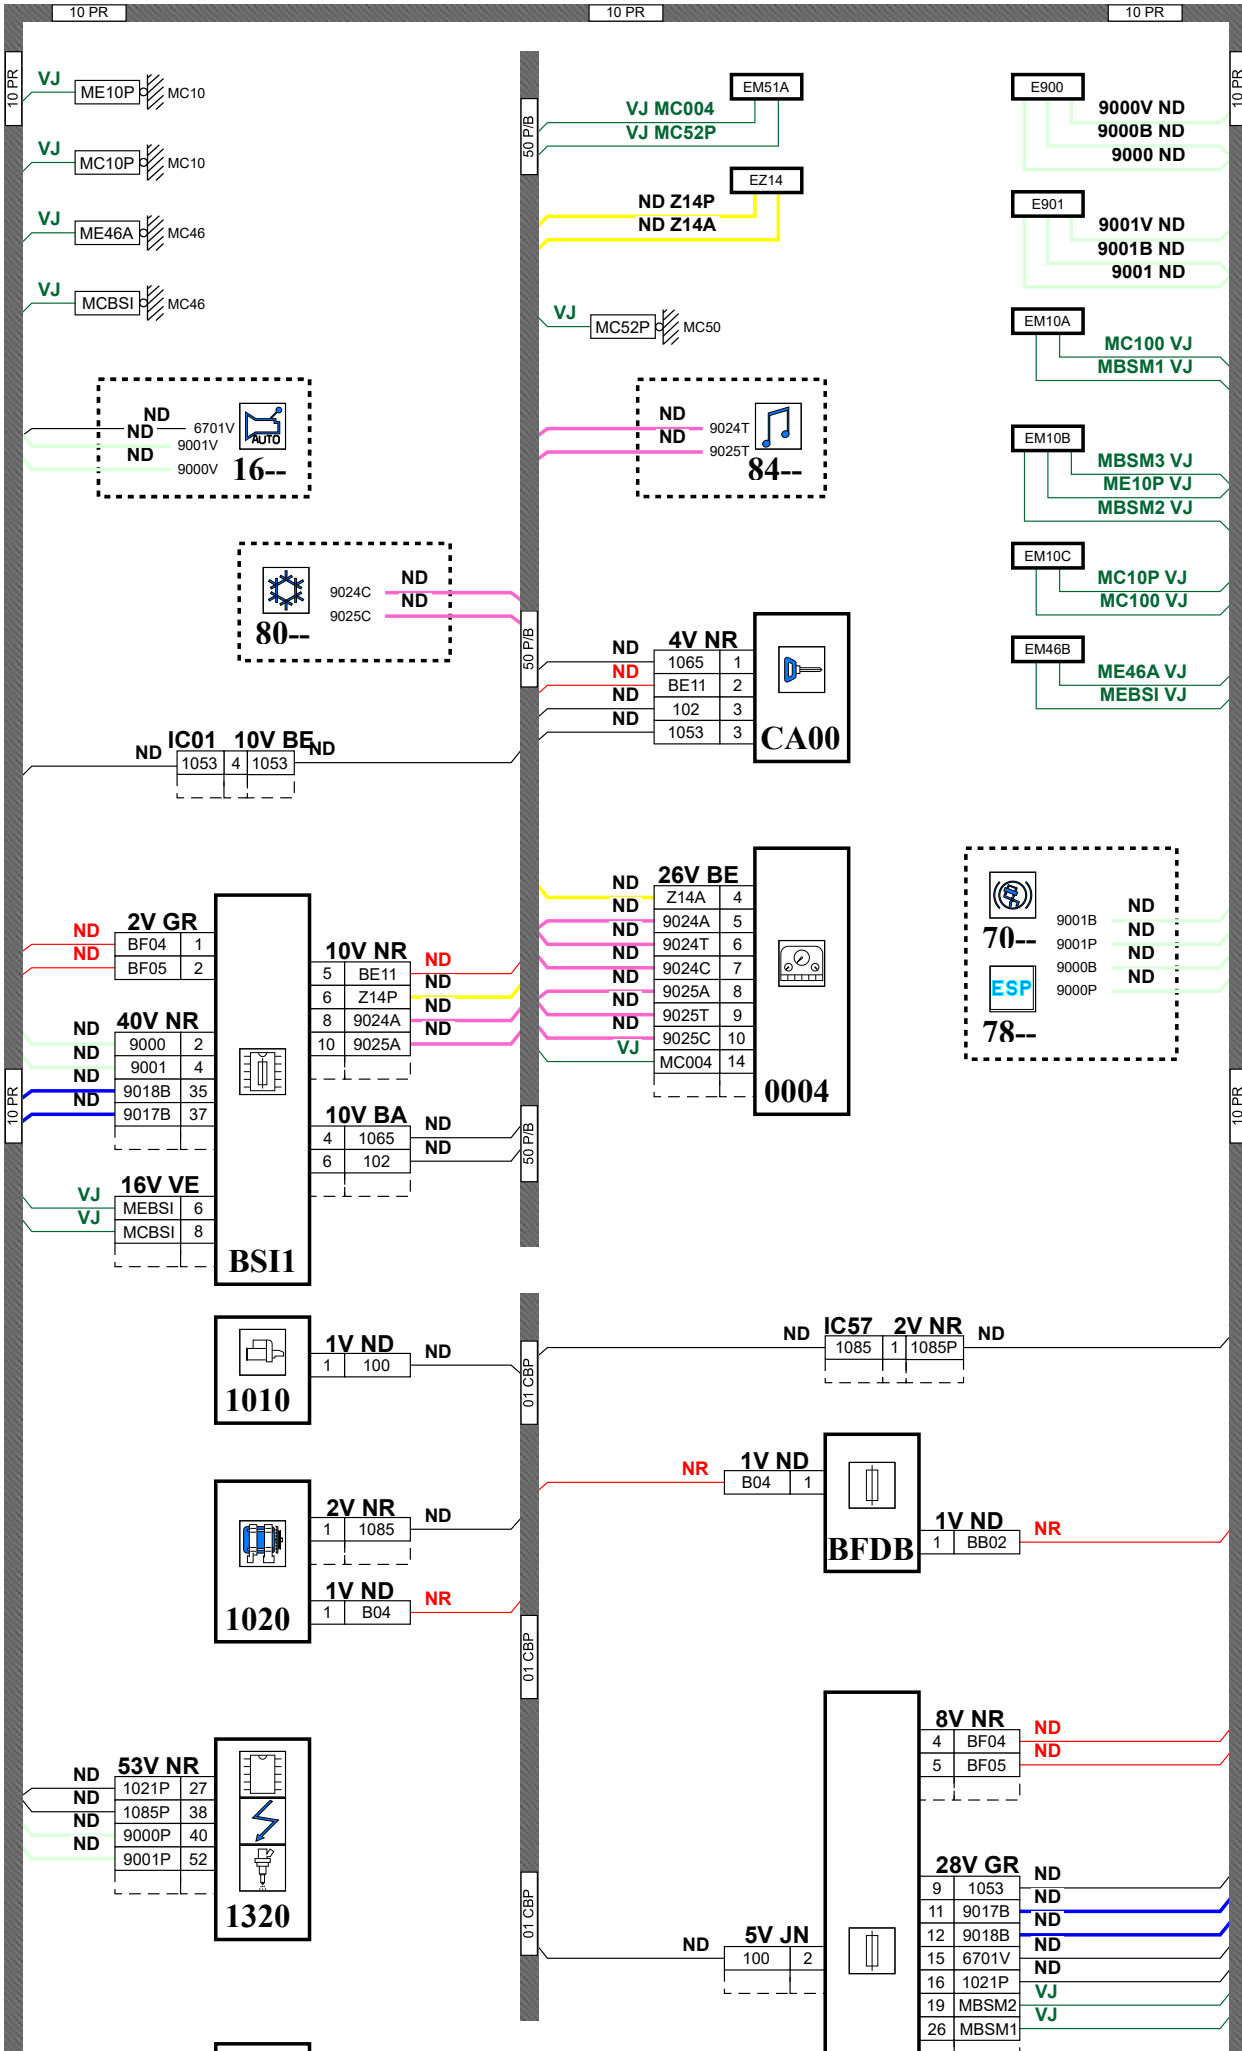 10 PR
10 PR
10 PR
10 PR
10 PR
VJ
ME10P
MC10
VJ
MC10P
MC10
VJ
ME46A
MC46
VJ
MCBSI
MC46
50 P/B
EM51A
VJ MC004
VJ MC52P
EZ14
ND Z14P
ND Z14A
VJ
MC52P
MC50
E900
9000V ND
9000B ND
9000 ND
E901
9001V ND
9001B ND
9001 ND
EM10A
MC100 VJ
MBSM1 VJ
EM10B
MBSM3 VJ
ME10P VJ
MBSM2 VJ
EM10C
MC10P VJ
MC100 VJ
EM46B
ME46A VJ
MEBSI VJ
ND 6701V
ND 9001V
ND 9000V
AUTO
16--
ND 9024T
ND 9025T
84--
9024C ND
9025C ND
80--
50 P/B
4V NR
ND 1065 1
ND BE11 2
ND 102 3
ND 1053 3
CA00
IC01 10V BE
ND 1053 4 1053 ND
26V BE
ND Z14A 4
ND 9024A 5
ND 9024T 6
ND 9024C 7
ND 9025A 8
ND 9025T 9
ND 9025C 10
VJ MC004 14
0004
9001B ND
9001P ND
9000B ND
9000P ND
70--
ESP
78--
2V GR
ND BF04 1
ND BF05 2
40V NR
ND 9000 2
ND 9001 4
ND 9018B 35
ND 9017B 37
16V VE
VJ MEBSI 6
VJ MCBSI 8
10V NR
5 BE11 ND
6 Z14P ND
8 9024A ND
10 9025A ND
10V BA
4 1065 ND
6 102 ND
BSI1
10 PR
50 P/B
10 PR
1V ND
1 100 ND
1010
01 CBP
IC57 2V NR
ND 1085 1 1085P ND
2V NR
1 1085 ND
1V ND
1 B04 NR
1020
1V ND
NR B04 1
1V ND
1 BB02 NR
BFDB
01 CBP
53V NR
ND 1021P 27
ND 1085P 38
ND 9000P 40
ND 9001P 52
1320
01 CBP
8V NR
4 BF04 ND
5 BF05 ND
28V GR
9 1053 ND
11 9017B ND
12 9018B ND
15 6701V ND
16 1021P ND
19 MBSM2 VJ
26 MBSM1 VJ
5V JN
ND 100 2